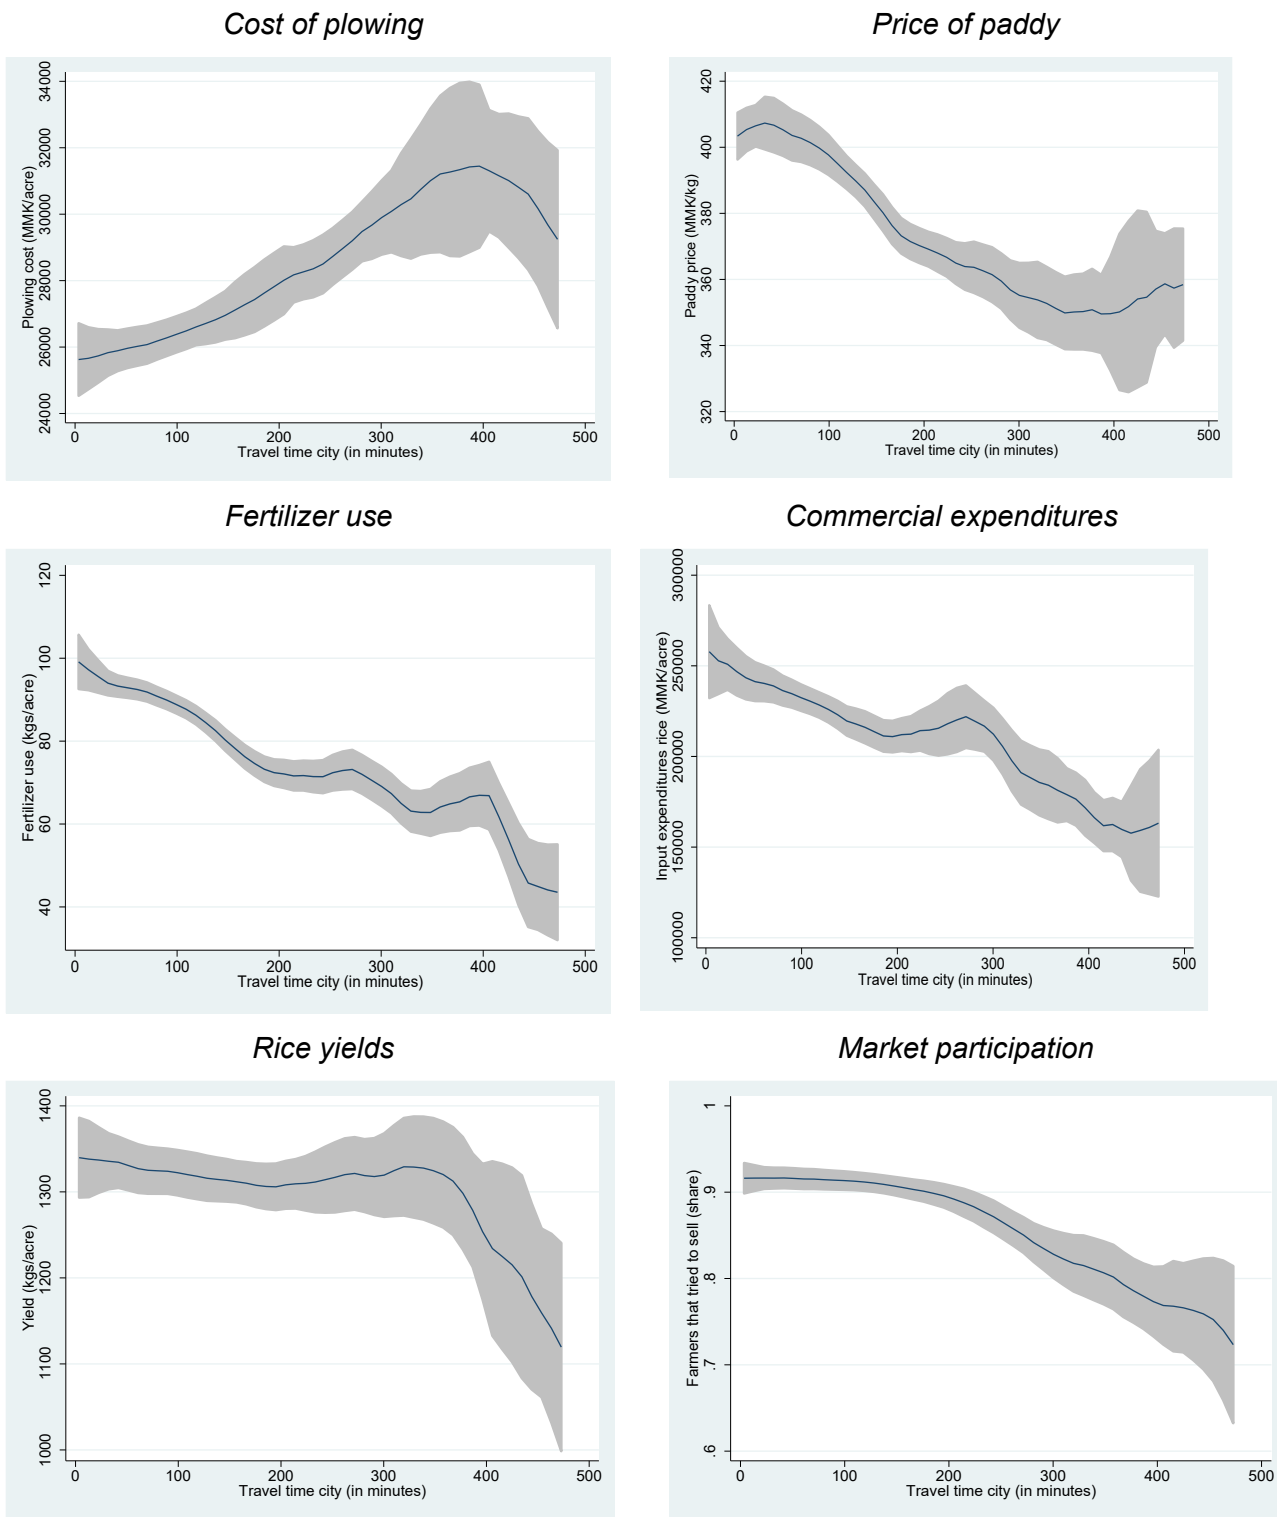 Cost of plowing
Plowing cost (MMK/acre)
34000
32000
30000
28000
26000
24000
0 100 200 300 400 500
Travel time city (in minutes)
Price of paddy
Paddy price (MMK/kg)
420
400
380
360
340
320
0 100 200 300 400 500
Travel time city (in minutes)
Fertilizer use
Fertilizer use (kgs/acre)
120
100
80
60
40
0 100 200 300 400 500
Travel time city (in minutes)
Commercial expenditures
Input expenditures rice (MMK/acre)
300000
250000
200000
150000
100000
0 100 200 300 400 500
Travel time city (in minutes)
Rice yields
Yield (kgs/acre)
1400
1300
1200
1100
1000
0 100 200 300 400 500
Travel time city (in minutes)
Market participation
Farmers that tried to sell (share)
1
.9
.8
.7
.6
0 100 200 300 400 500
Travel time city (in minutes)